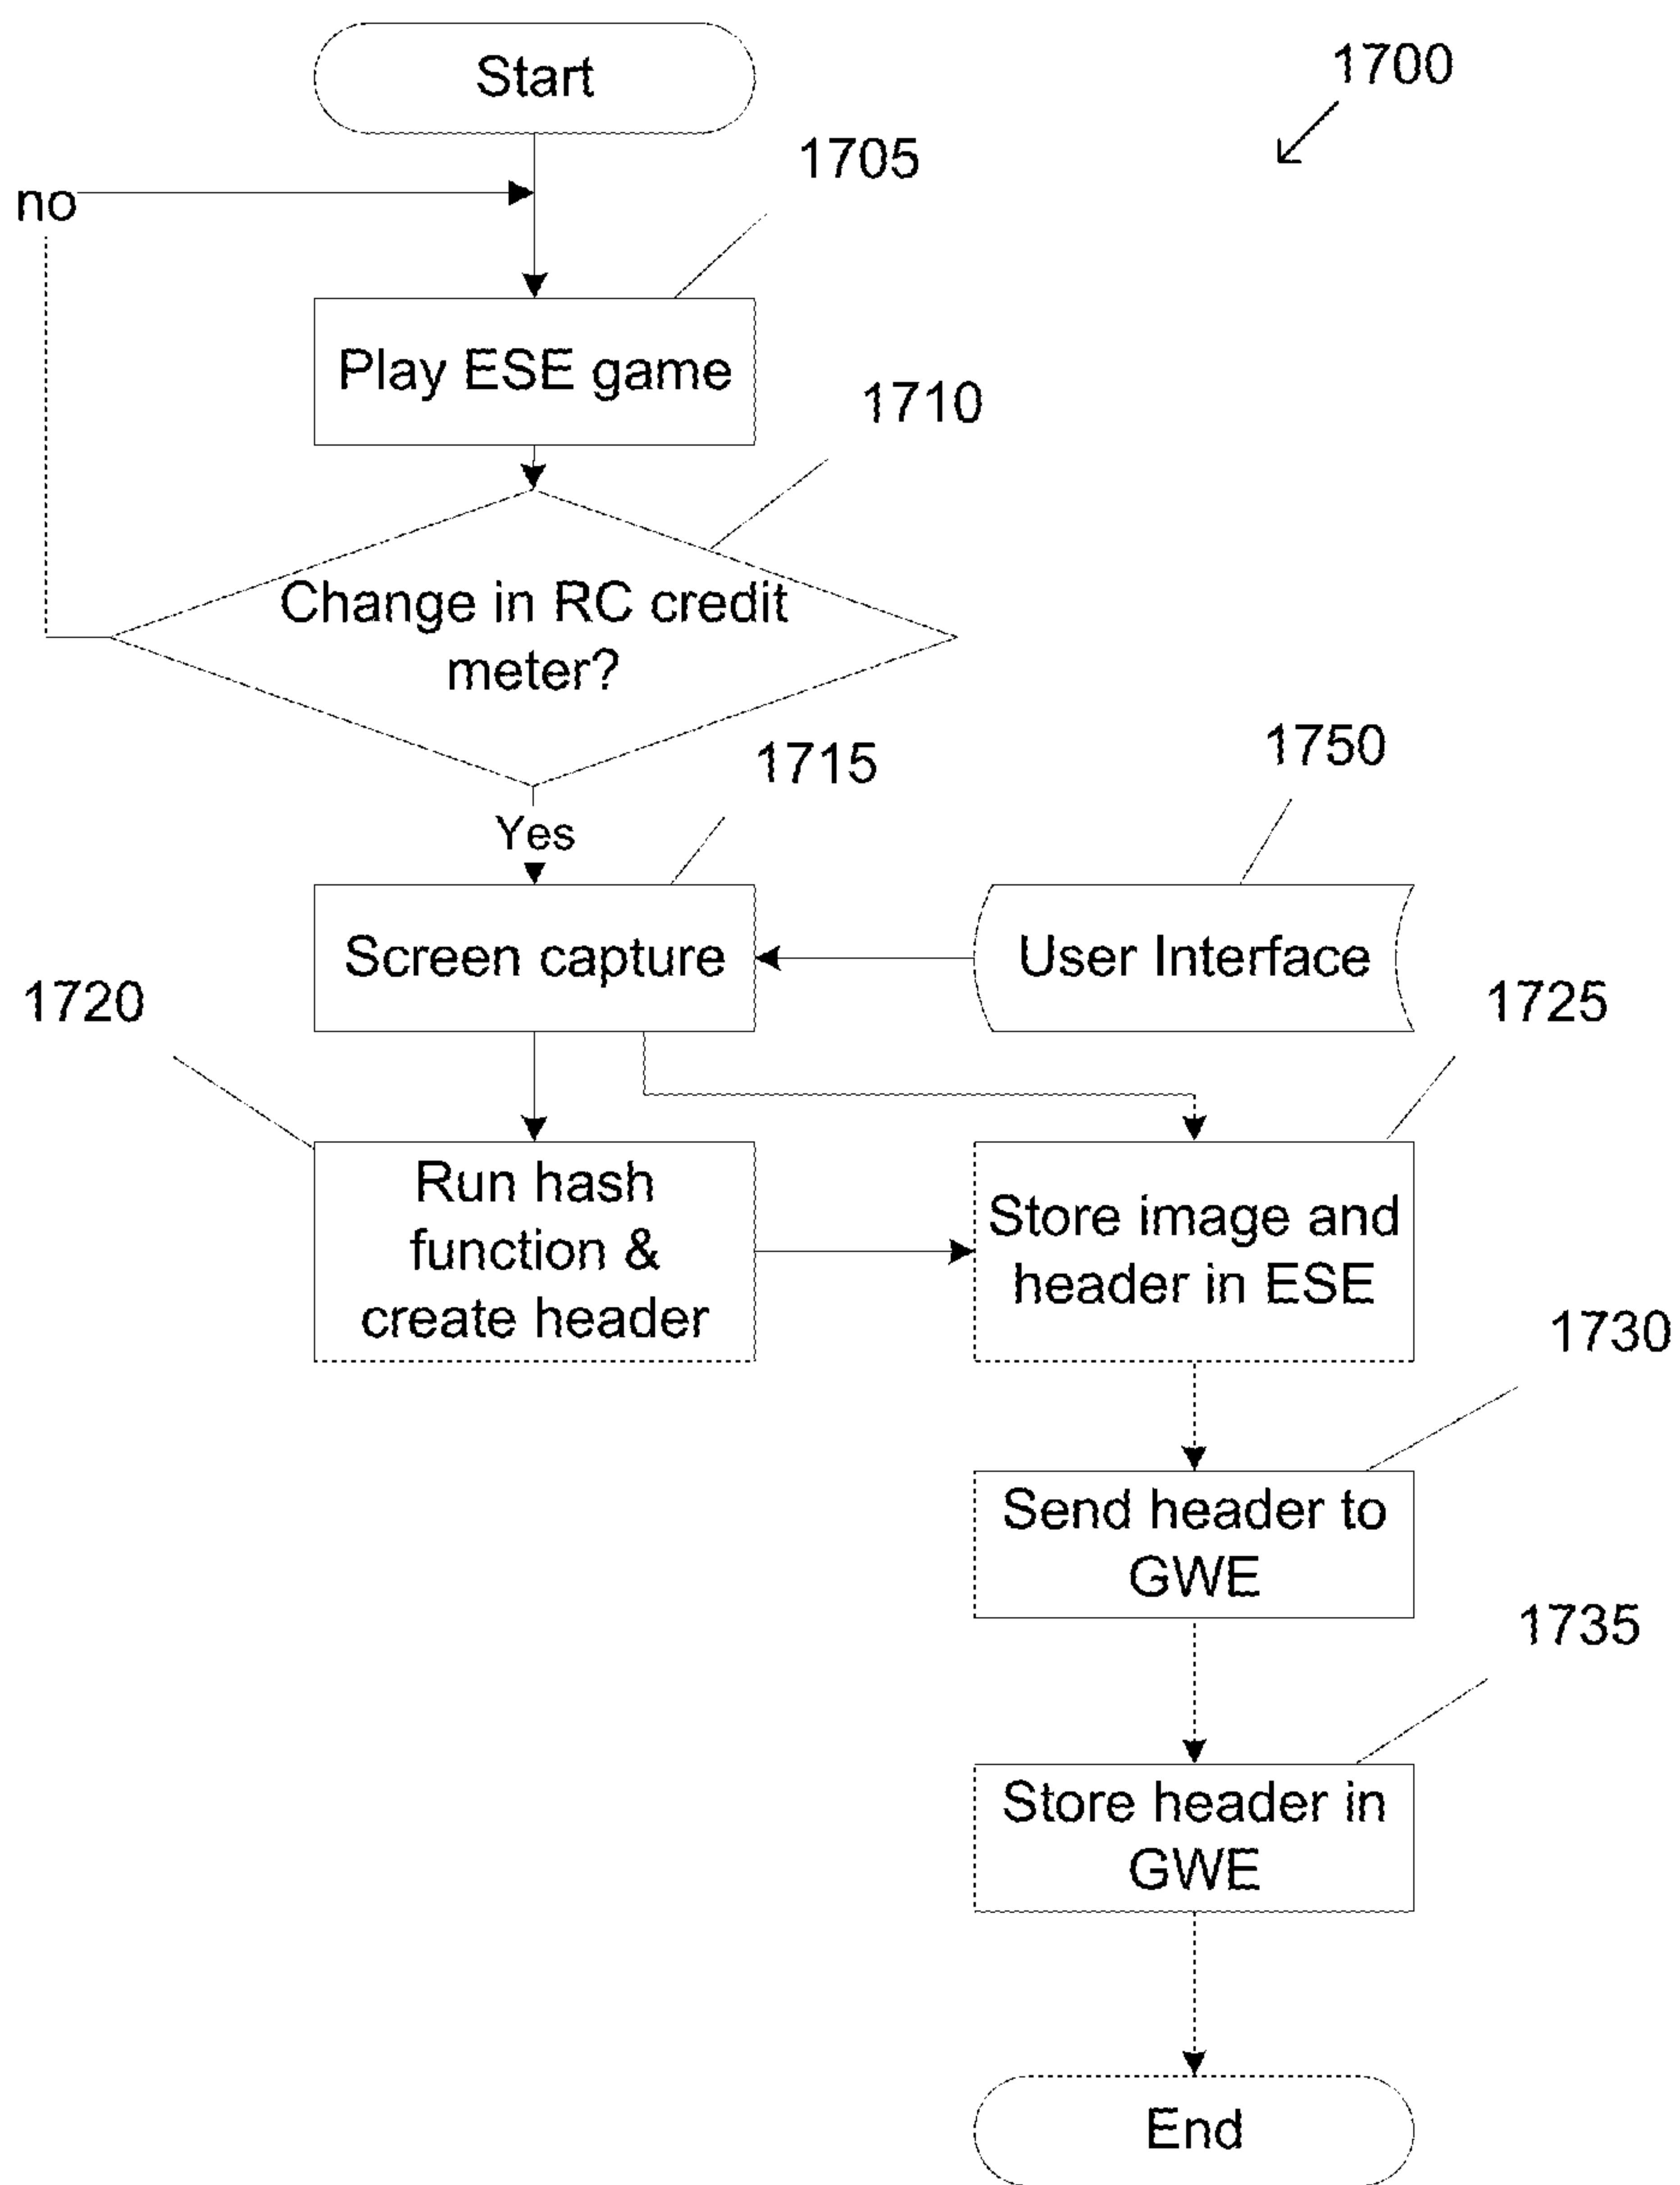 Start
1700
1705
no
Play ESE game
1710
Change in RC credit
meter?
1715
1750
Yes
Screen capture
User Interface
1720
1725
Run hash
function &
create header
Store image and
header in ESE
1730
Send header to
GWE
1735
Store header in
GWE
End